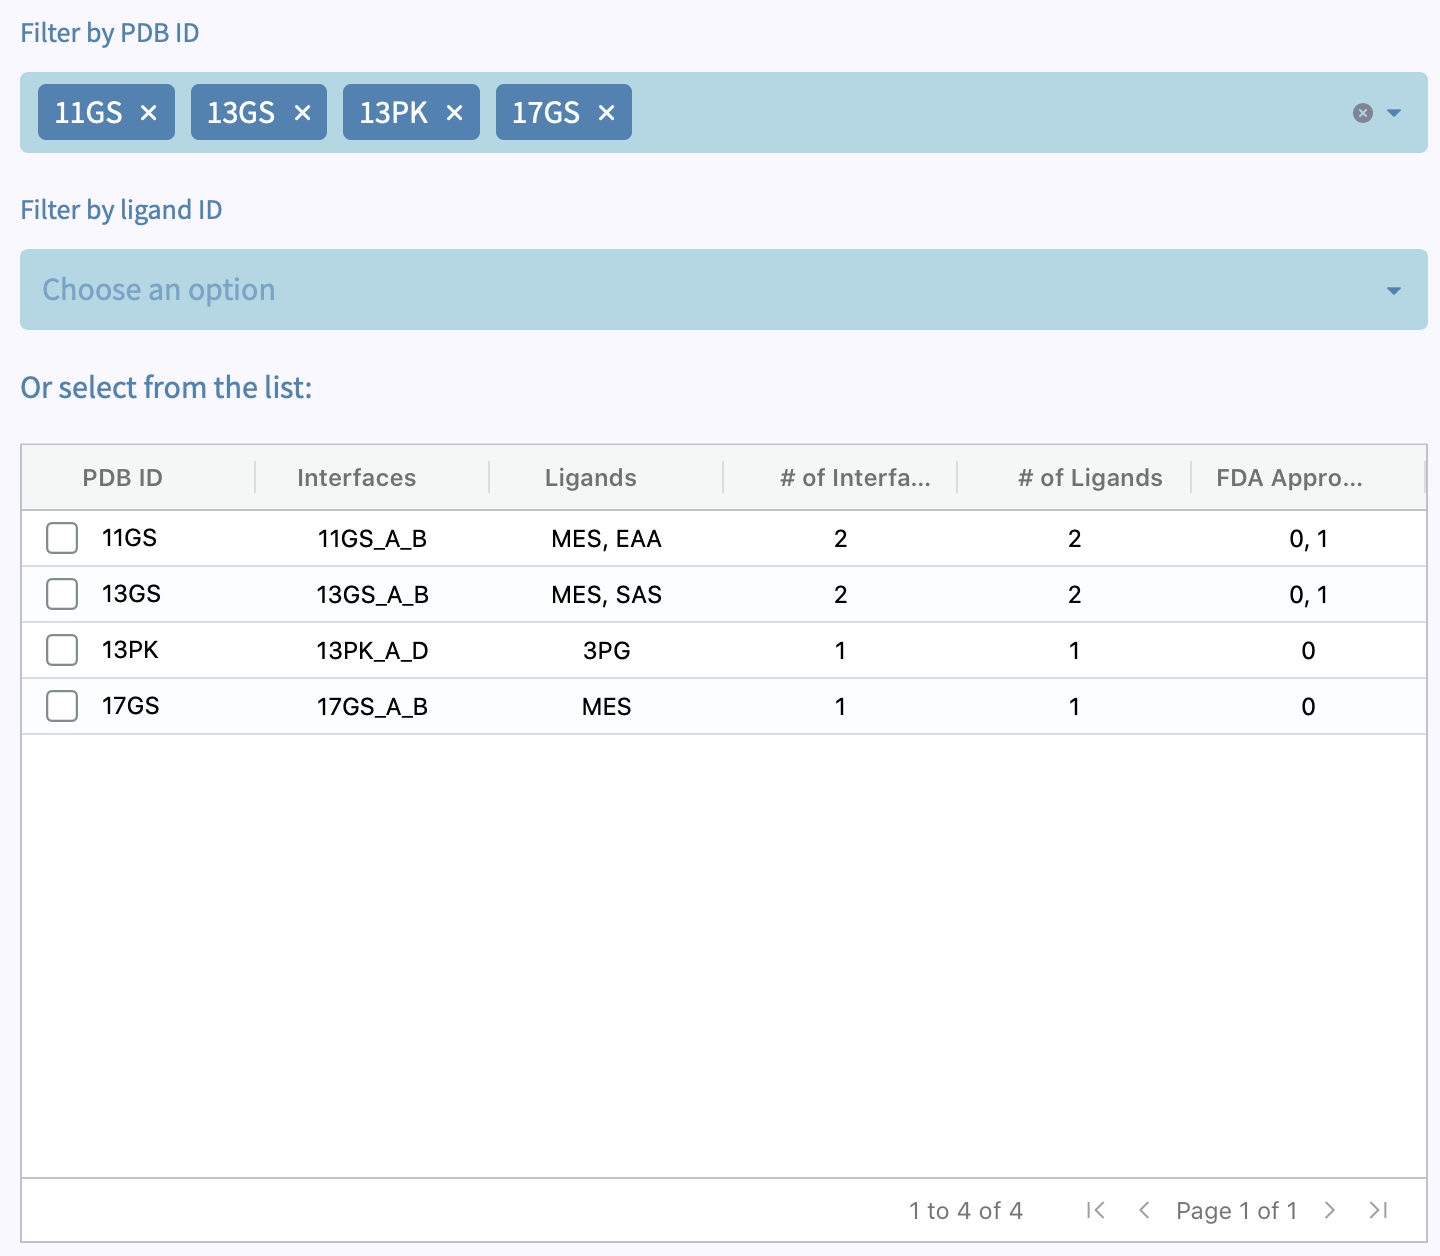 Filter by PDB ID
11GS × 13GS × 13PK × 17GS ×
Filter by ligand ID
Choose an option
Or select from the list:
PDB ID Interfaces Ligands # of Interfa... # of Ligands FDA Appro...
11GS 11GS_A_B MES, EAA 2 2 0, 1
13GS 13GS_A_B MES, SAS 2 2 0, 1
13PK 13PK_A_D 3PG 1 1 0
17GS 17GS_A_B MES 1 1 0
1 to 4 of 4 Page 1 of 1